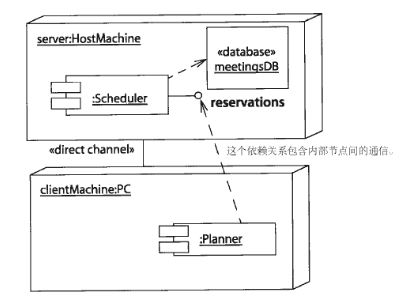 server:HostMachine
«database»
meetingsDB
:Scheduler
reservations
«direct channel»
这个依赖关系包含内部节点间的通信。
clientMachine:PC
:Planner